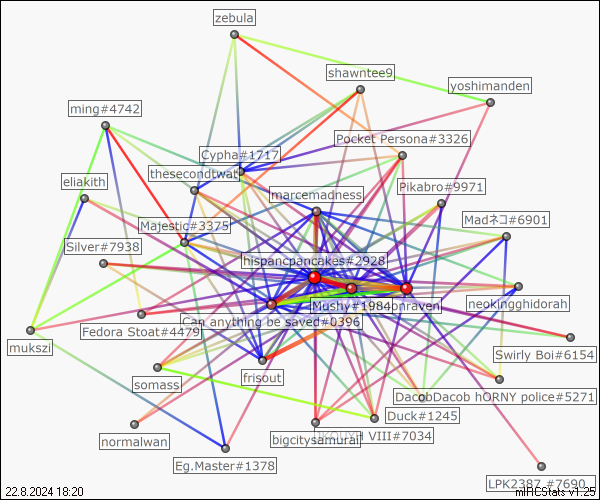 zebula
shawntee9
yoshimanden
ming#4742
Pocket Persona#3326
Cypha#1717
thesecondtwat
eliakith
Pikabro#9971
marcemadness
Madネコ#6901
Majestic#3375
Silver#7938
hispancpancakes#2928
Mushy#1984
onraven
neokingghidorah
Can anything be saved#0396
Fedora Stoat#4479
mukszi
Swirly Boi#6154
frisout
somass
DacobDacob hORNY police#5271
Duck#1245
normalwan
bigcitysamurai
VIII#7034
Eg.Master#1378
LPK2387 #7690
22.8.2024 18:20
mIRCStats v1.25